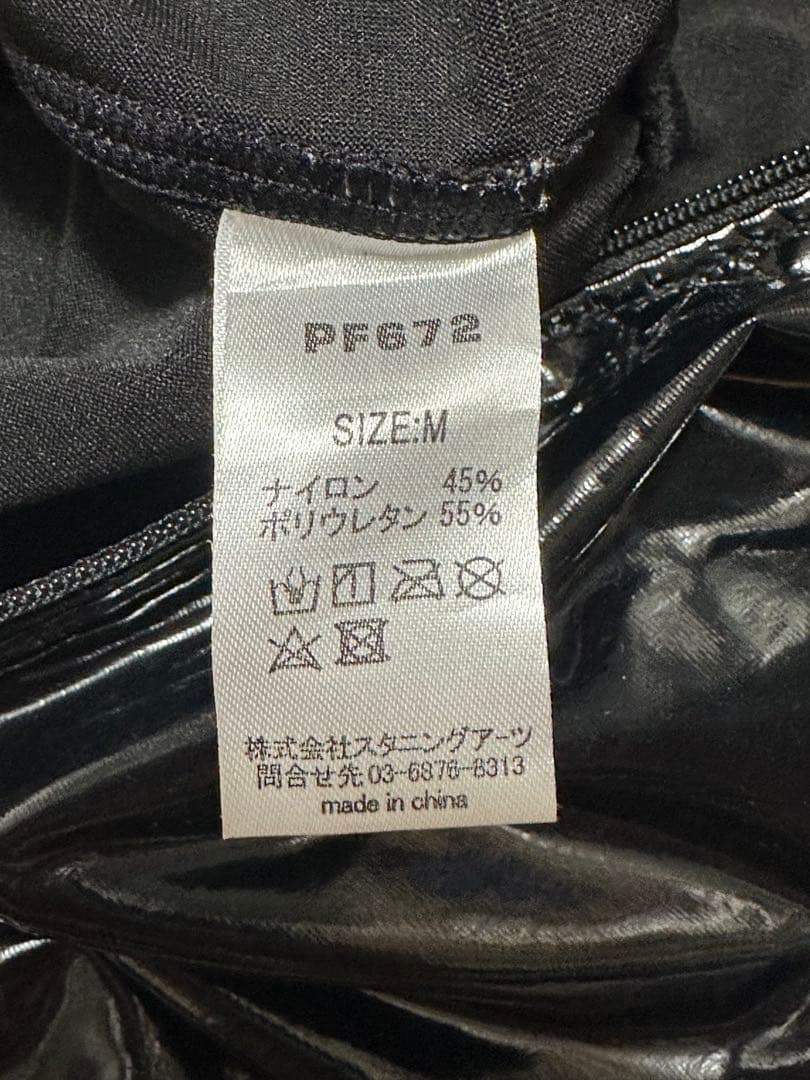 PF672
SIZE:M
ナイロン 45%
ポリウレタン 55%
株式会社スタニングアーツ
問合せ先 03-6876-8313
made in china